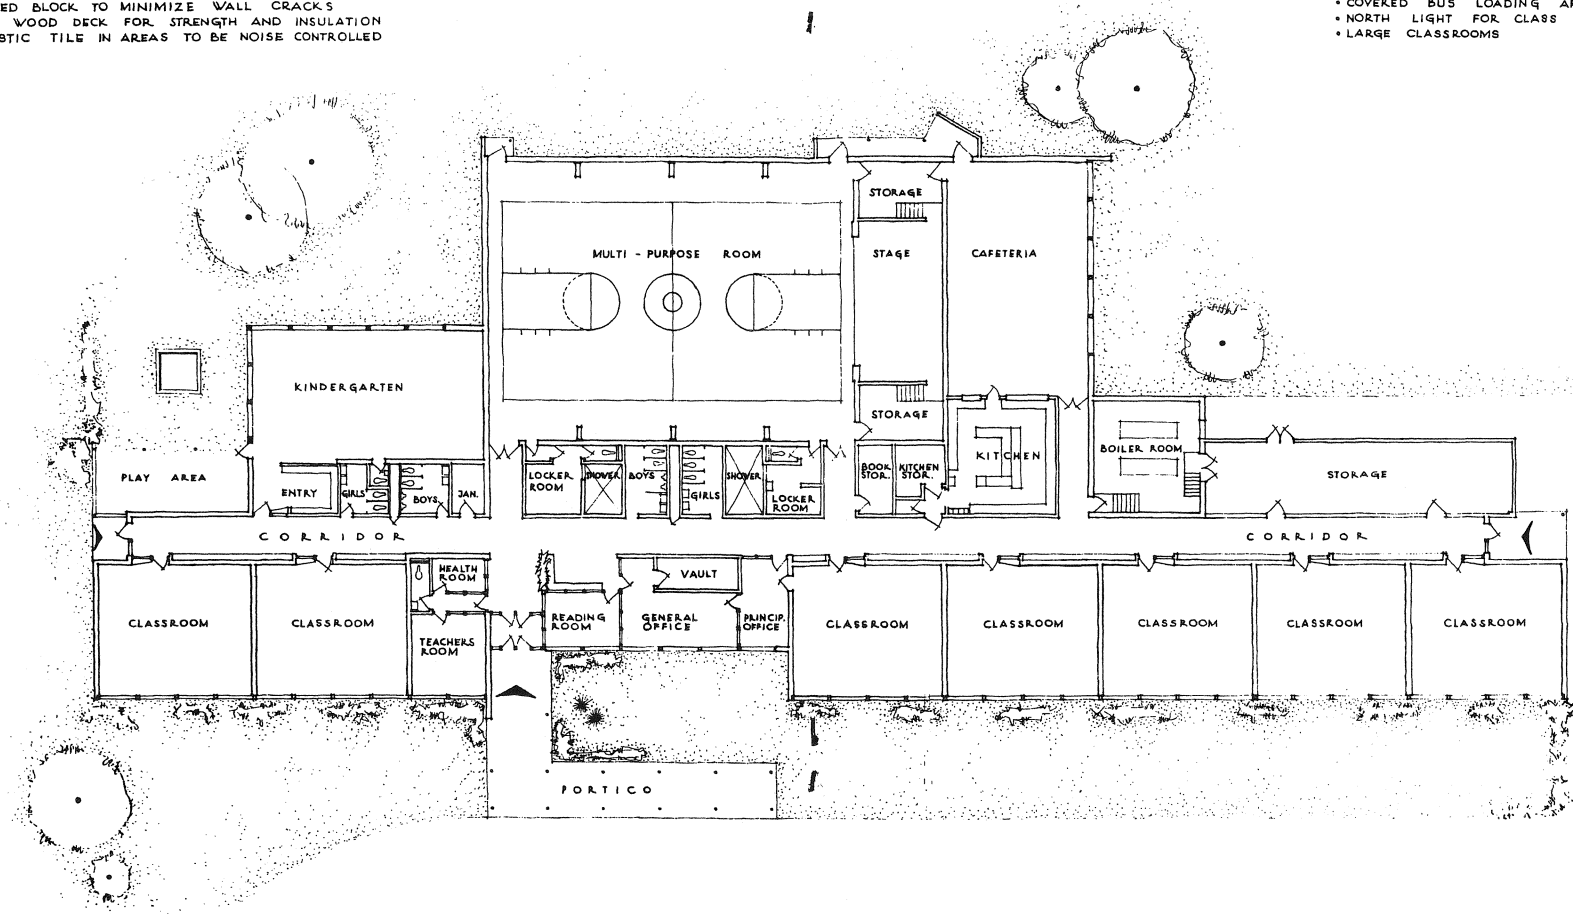 ED BLOCK TO MINIMIZE WALL CRACKS
WOOD DECK FOR STRENGTH AND INSULATION
STIC TILE IN AREAS TO BE NOISE CONTROLLED
• COVERED BUS LOADING
• NORTH LIGHT FOR CLASS
• LARGE CLASSROOMS
STORAGE
MULTI - PURPOSE ROOM
STAGE
CAFETERIA
KINDERGARTEN
STORAGE
PLAY AREA
ENTRY
GIRLS
BOYS
JAN.
LOCKER
ROOM
SHOWER
BOYS
GIRLS
SHOWER
LOCKER
ROOM
BOOK
STOR.
KITCHEN
STOR.
KITCHEN
BOILER ROOM
STORAGE
CORRIDOR
CORRIDOR
HEALTH
ROOM
VAULT
CLASSROOM
CLASSROOM
TEACHERS
ROOM
READING
ROOM
GENERAL
OFFICE
PRINCIP.
OFFICE
CLASSROOM
CLASSROOM
CLASSROOM
CLASSROOM
CLASSROOM
PORTICO